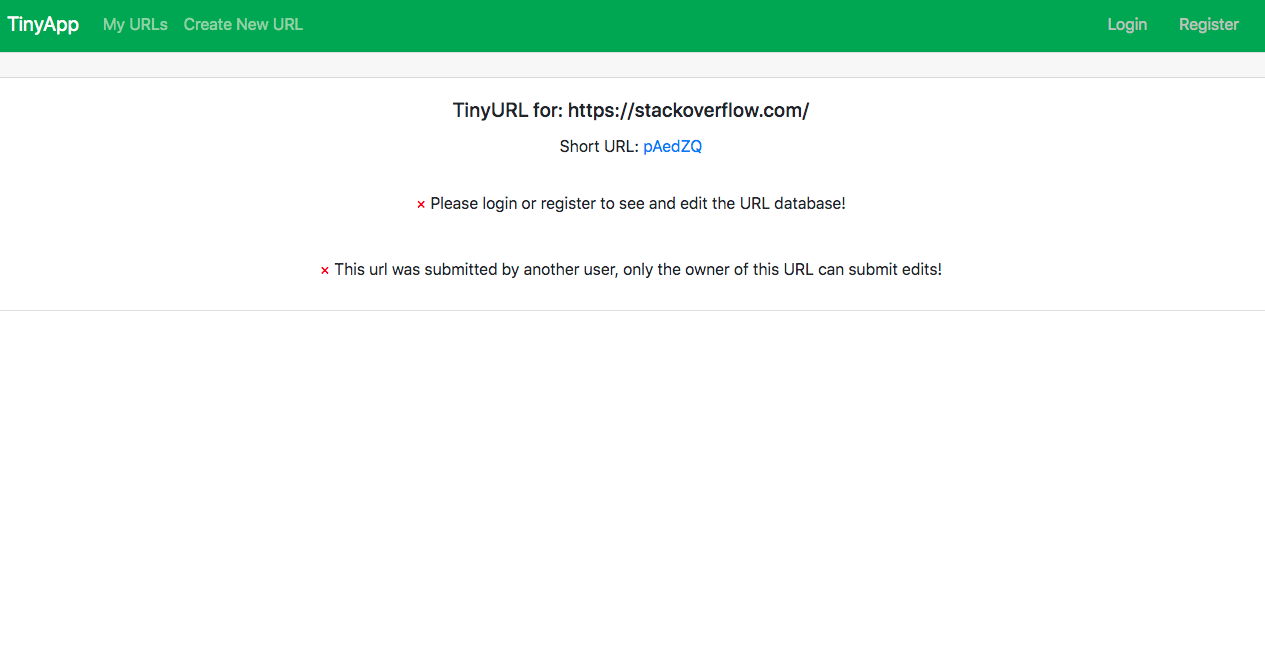 TinyApp My URLs Create New URL Login Register
TinyURL for: https://stackoverflow.com/
Short URL: pAedZQ
× Please login or register to see and edit the URL database!
× This url was submitted by another user, only the owner of this URL can submit edits!